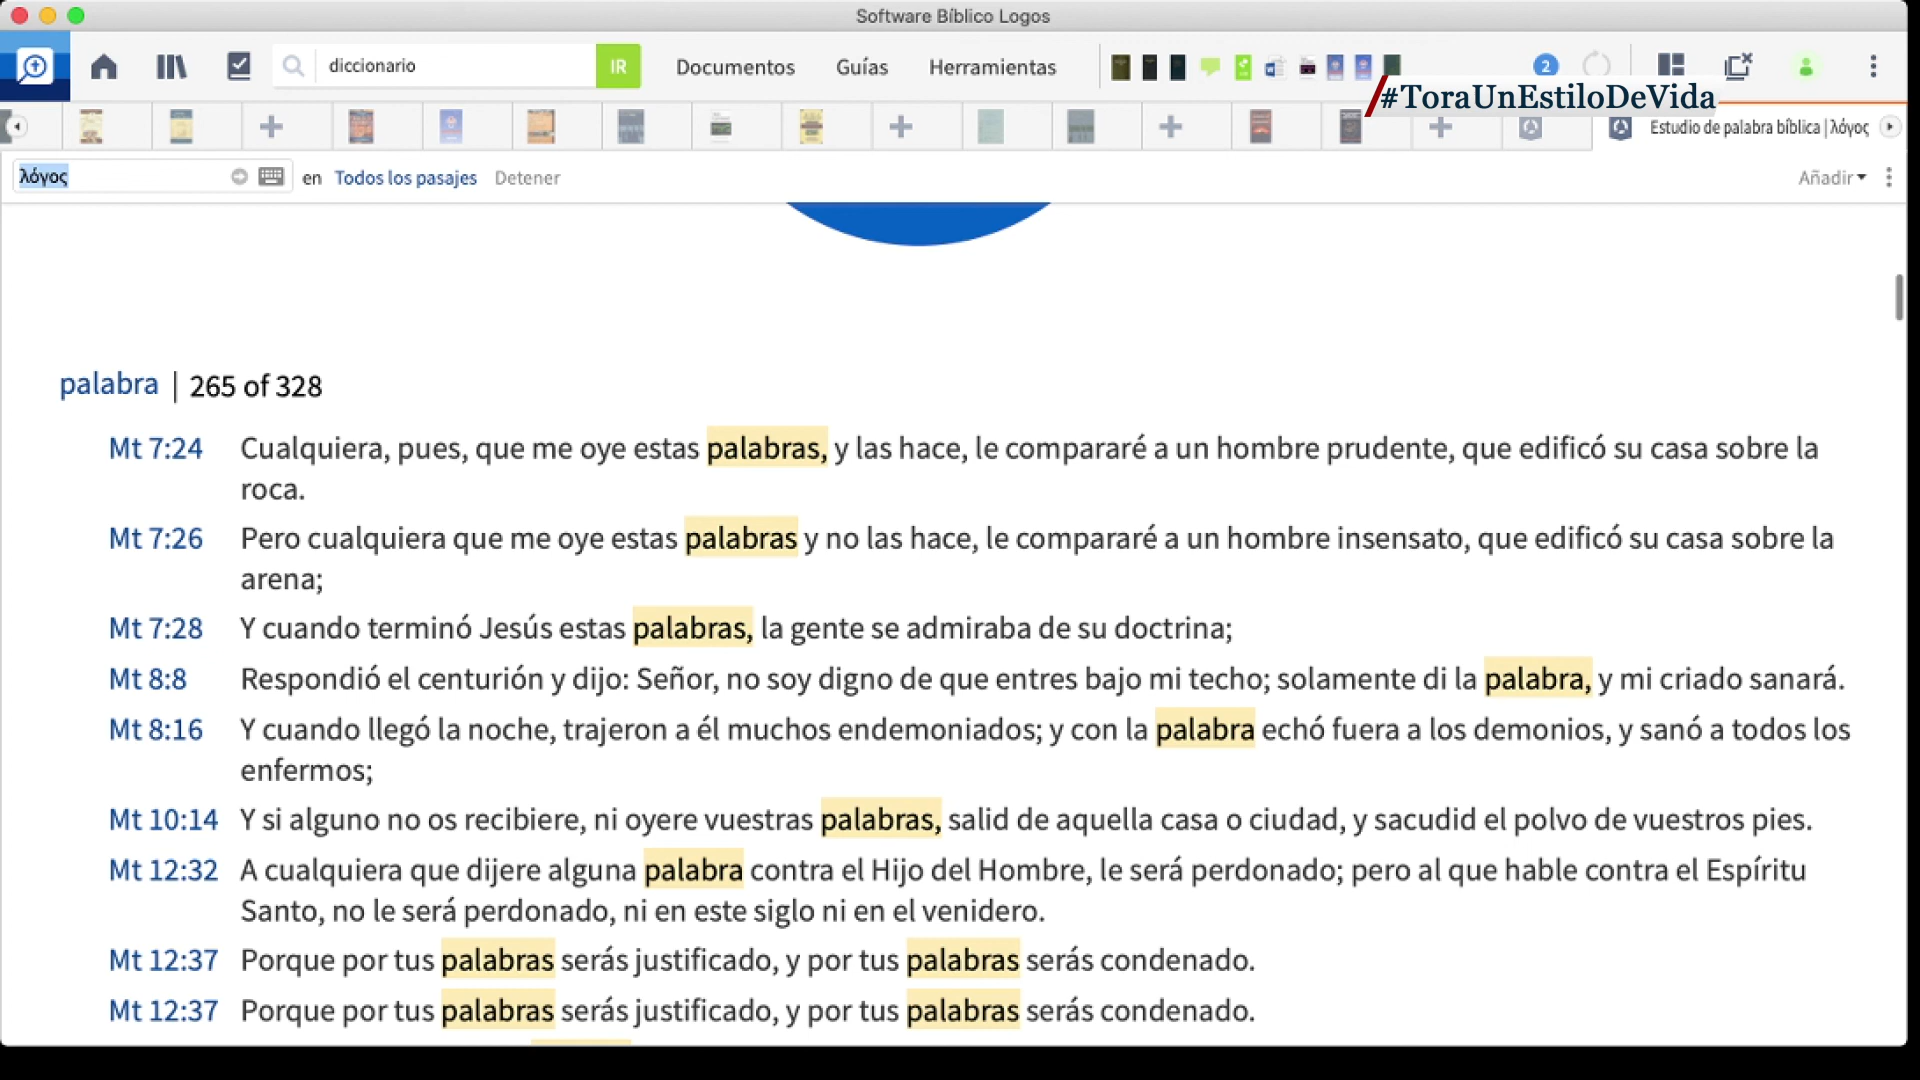 Software Bíblico Logos
diccionario
IR
Documentos
Guías
Herramientas
2
/#ToraUnEstiloDeVida
Estudio de palabra bíblica | λόγος
λόγος
en
Todos los pasajes
Detener
Añadir
palabra | 265 of 328
Mt 7:24 Cualquiera, pues, que me oye estas palabras, y las hace, le compararé a un hombre prudente, que edificó su casa sobre la
roca.
Mt 7:26 Pero cualquiera que me oye estas palabras y no las hace, le compararé a un hombre insensato, que edificó su casa sobre la
arena;
Mt 7:28 Y cuando terminó Jesús estas palabras, la gente se admiraba de su doctrina;
Mt 8:8 Respondió el centurión y dijo: Señor, no soy digno de que entres bajo mi techo; solamente di la palabra, y mi criado sanará.
Mt 8:16 Y cuando llegó la noche, trajeron a él muchos endemoniados; y con la palabra echó fuera a los demonios, y sanó a todos los
enfermos;
Mt 10:14 Y si alguno no os recibiere, ni oyere vuestras palabras, salid de aquella casa o ciudad, y sacudid el polvo de vuestros pies.
Mt 12:32 A cualquiera que dijere alguna palabra contra el Hijo del Hombre, le será perdonado; pero al que hable contra el Espíritu
Santo, no le será perdonado, ni en este siglo ni en el venidero.
Mt 12:37 Porque por tus palabras serás justificado, y por tus palabras serás condenado.
Mt 12:37 Porque por tus palabras serás justificado, y por tus palabras serás condenado.